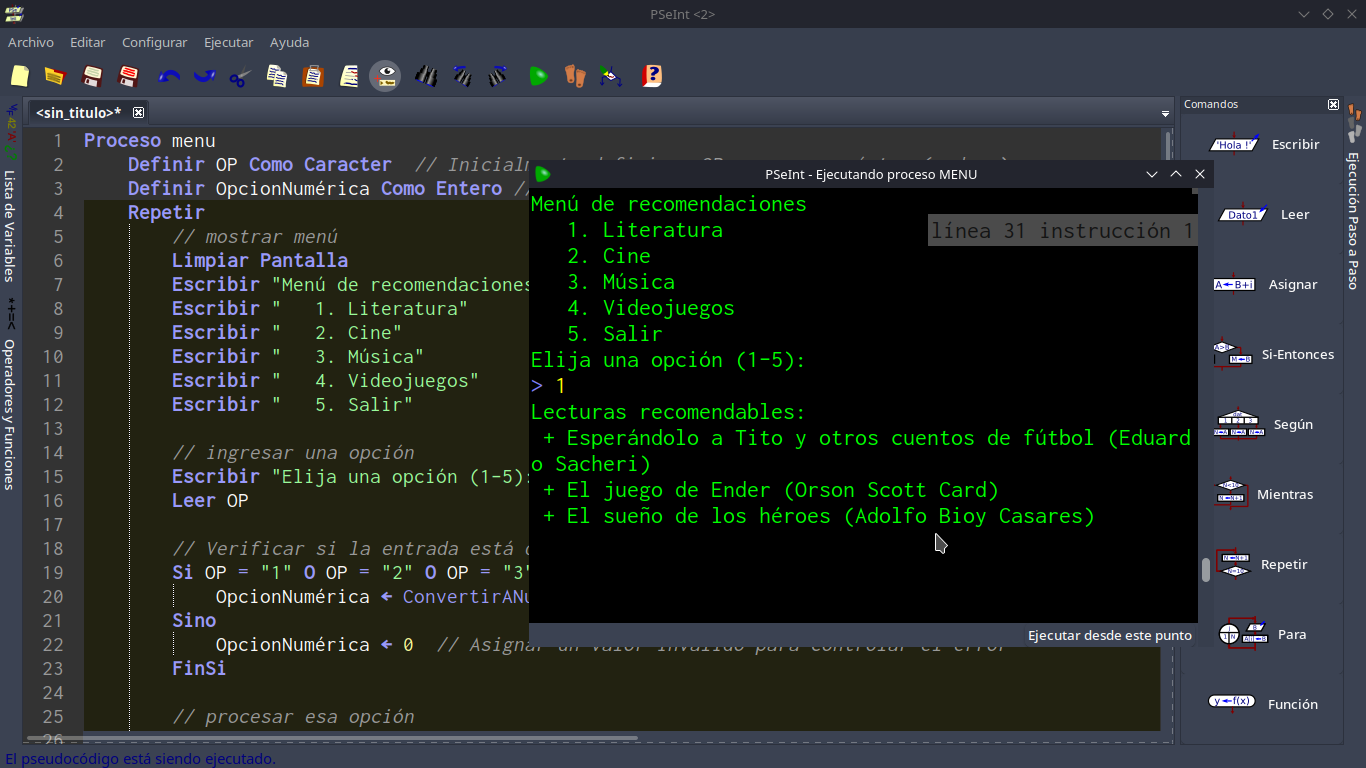 PSeInt <2>
Archivo Editar Configurar Ejecutar Ayuda
<sin_titulo>*
Lista de Variables
Operadores y Funciones
1 Proceso menu
2 Definir OP Como Caracter // Inicialm
3 Definir OpcionNumérica Como Entero //
4 Repetir
5 // mostrar menú
6 Limpiar Pantalla
7 Escribir "Menú de recomendaciones
8 Escribir "   1. Literatura"
9 Escribir "   2. Cine"
10 Escribir "   3. Música"
11 Escribir "   4. Videojuegos"
12 Escribir "   5. Salir"
13
14 // ingresar una opción
15 Escribir "Elija una opción (1-5):
16 Leer OP
17
18 // Verificar si la entrada está
19 Si OP = "1" O OP = "2" O OP = "3"
20 OpcionNumérica ← ConvertirANu
21 Sino
22 OpcionNumérica ← 0 // Asignar un valor inválido para controlar el error
23 FinSi
24
25 // procesar esa opción
26
PSeInt - Ejecutando proceso MENU
línea 31 instrucción 1
Menú de recomendaciones
1. Literatura
2. Cine
3. Música
4. Videojuegos
5. Salir
Elija una opción (1-5):
> 1
Lecturas recomendables:
+ Esperándolo a Tito y otros cuentos de fútbol (Eduard
o Sacheri)
+ El juego de Ender (Orson Scott Card)
+ El sueño de los héroes (Adolfo Bioy Casares)
Ejecutar desde este punto
Comandos
'Hola !' Escribir
Dato1 Leer
A←B+i Asignar
Si-Entonces
Según
Mientras
Repetir
Para
y←f(x) Función
Ejecución Paso a Paso
El pseudocódigo está siendo ejecutado.